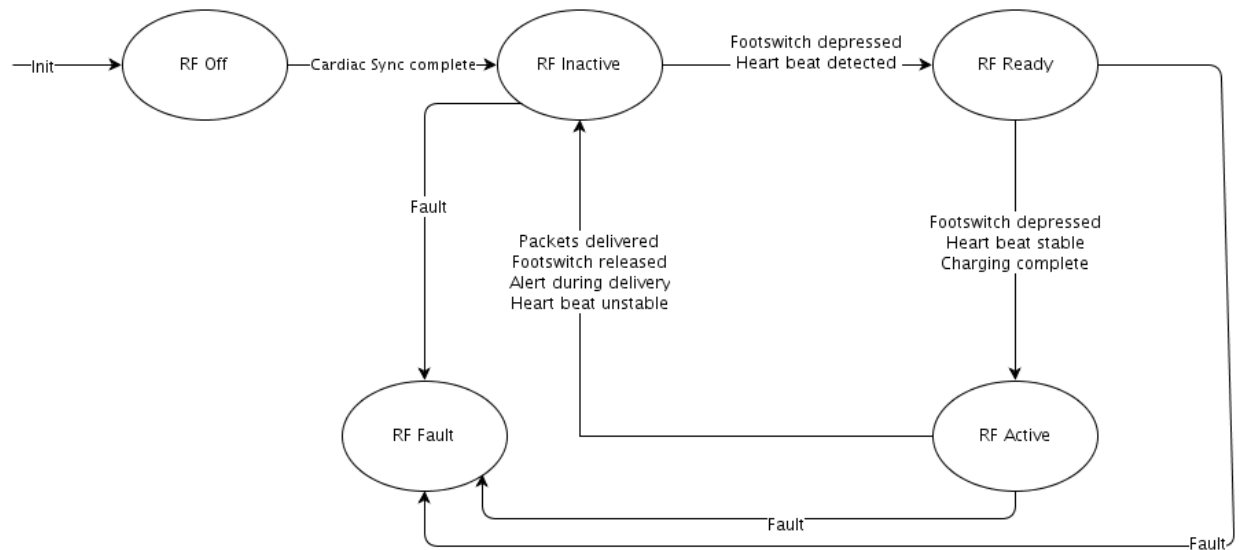 Init
RF Off
Cardiac Sync complete
RF Inactive
Footswitch depressed
Heart beat detected
RF Ready
Fault
Packets delivered
Footswitch released
Alert during delivery
Heart beat unstable
Footswitch depressed
Heart beat stable
Charging complete
RF Fault
RF Active
Fault
Fault